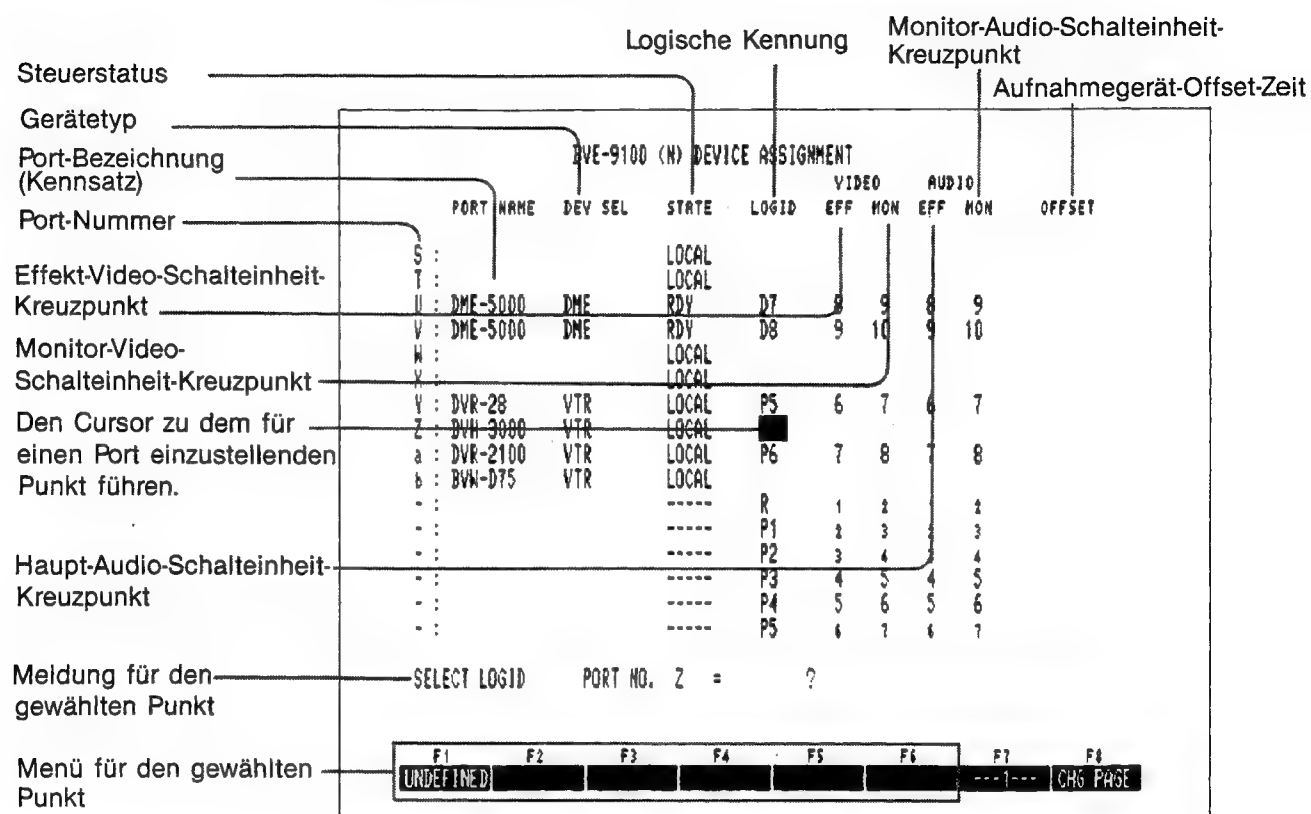 Logische Kennung
Monitor-Audio-Schalteinheit-
Kreuzpunkt
Aufnahmegerät-Offset-Zeit
Steuerstatus
Gerätetyp
Port-Bezeichnung
(Kennsatz)
Port-Nummer
Effekt-Video-Schalteinheit-
Kreuzpunkt
Monitor-Video-
Schalteinheit-Kreuzpunkt
Den Cursor zu dem für
einen Port einzustellenden
Punkt führen.
Haupt-Audio-Schalteinheit-
Kreuzpunkt
Meldung für den
gewählten Punkt
Menü für den gewählten
Punkt
BVE-9100 (N) DEVICE ASSIGNMENT
VIDEO AUDIO
PORT NAME DEV SEL STATE LOGID EFF MON EFF MON OFFSET
S : LOCAL
T : LOCAL
U : DME-5000 DME RDY D7 8 9 8 9
V : DME-5000 DME RDY D8 9 10 9 10
W : LOCAL
X : LOCAL
Y : DVR-28 VTR LOCAL P5 6 7 6 7
Z : DVH-3000 VTR LOCAL
a : DVR-2100 VTR LOCAL P6 7 8 7 8
b : BVW-D75 VTR LOCAL
- : ----- R 1 2 1 2
- : ----- P1 2 3 2 3
- : ----- P2 3 4 3 4
- : ----- P3 4 5 4 5
- : ----- P4 5 6 5 6
- : ----- P5 6 7 6 7
SELECT LOGID PORT NO. Z = ?
F1 F2 F3 F4 F5 F6 F7 F8
UNDEFINED ---1--- CHG PAGE